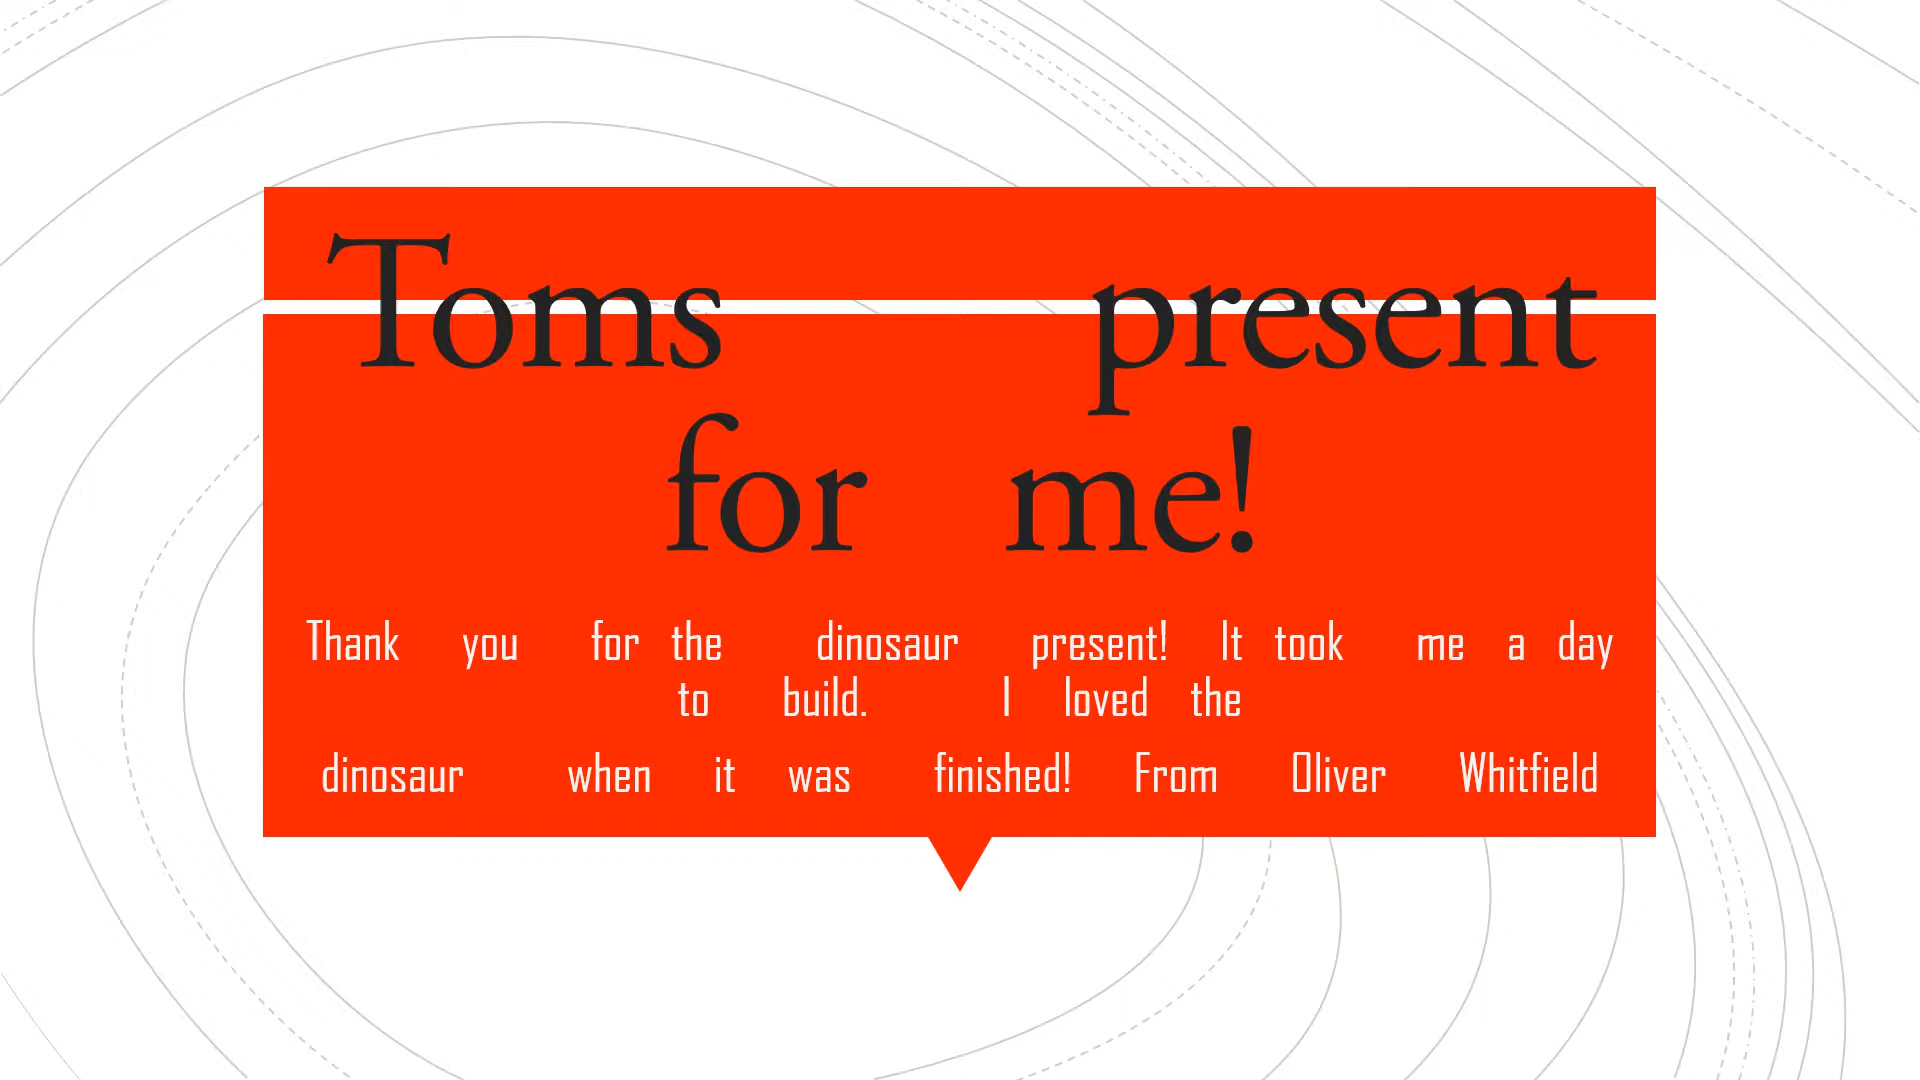 Toms present
for me!
Thank you for the dinosaur present! It took me a day
to build. I loved the
dinosaur when it was finished! From Oliver Whitfield